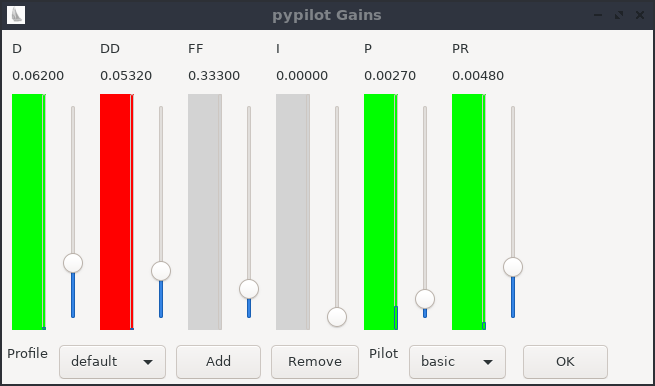 pypilot Gains
D DD FF I P PR
0.06200 0.05320 0.33300 0.00000 0.00270 0.00480
Profile default Add Remove Pilot basic OK